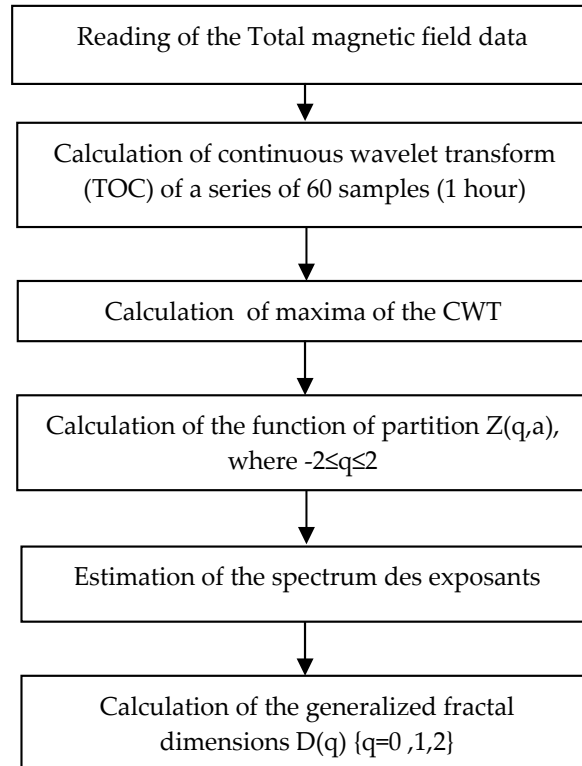 Reading of the Total magnetic field data
Calculation of continuous wavelet transform
(TOC) of a series of 60 samples (1 hour)
Calculation of maxima of the CWT
Calculation of the function of partition Z(q,a),
where -2≤q≤2
Estimation of the spectrum des exposants
Calculation of the generalized fractal
dimensions D(q) {q=0 ,1,2}